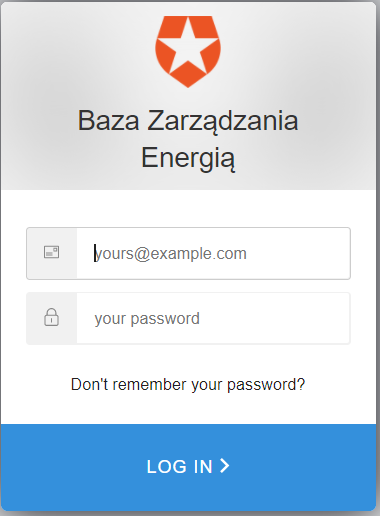 Baza Zarządzania
Energią
yours@example.com
your password
Don't remember your password?
LOG IN